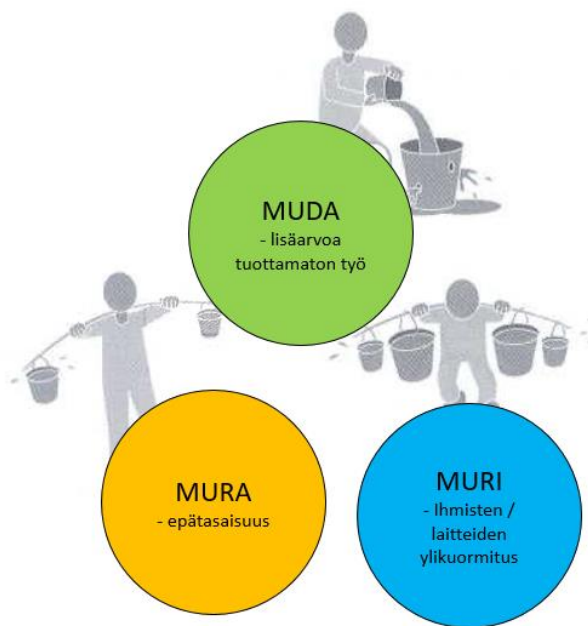 MUDA
- lisäarvoa
tuottamaton työ
MURA
- epätasaisuus
MURI
- Ihmisten /
laitteiden
ylikuormitus